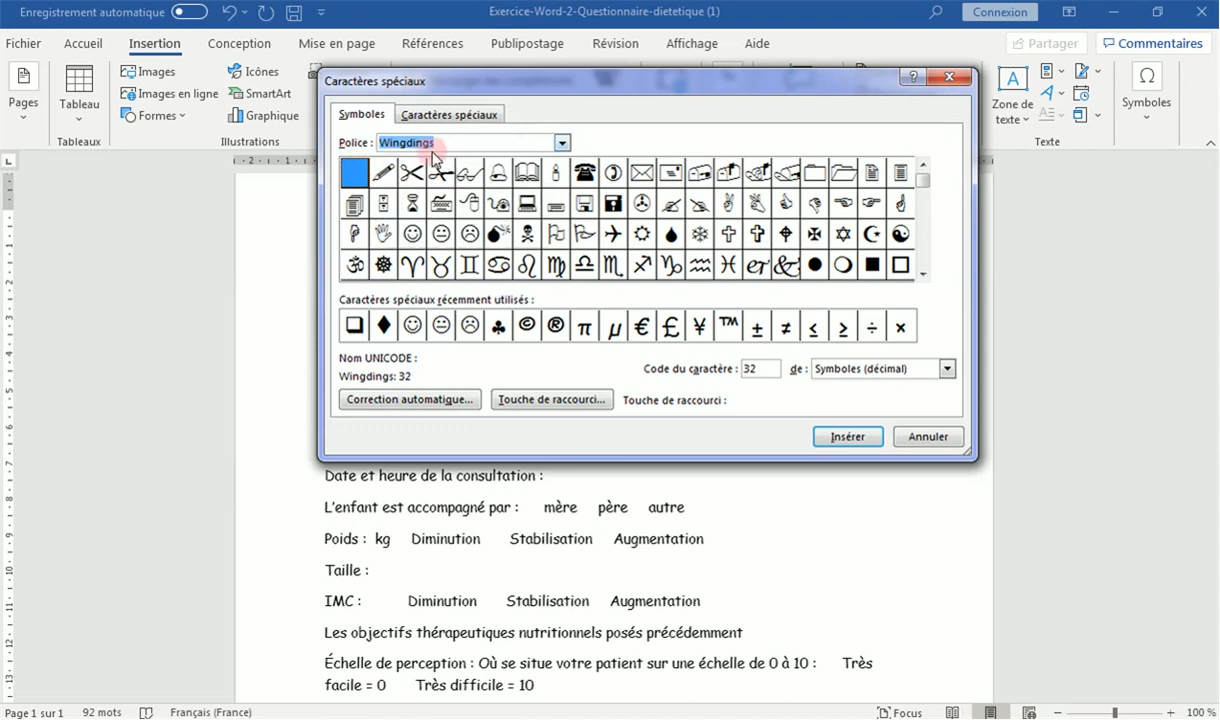 Enregistrement automatique
Exercice-Word-2-Questionnaire-dietetique (1)
Connexion
Fichier Accueil Insertion Conception Mise en page Références Publipostage Révision Affichage Aide
Partager Commentaires
Pages
Tableau
Tableaux
Images
Images en ligne
Formes
Icônes
SmartArt
Graphique
Illustrations
Zone de
texte
Texte
Symboles
Caractères spéciaux
Symboles Caractères spéciaux
Police : Wingdings
Caractères spéciaux récemment utilisés :
© ® π µ € £ ¥ ™ ± ≠ ≤ ≥ ÷ ×
Nom UNICODE :
Wingdings: 32
Code du caractère : 32 de : Symboles (décimal)
Correction automatique... Touche de raccourci... Touche de raccourci :
Insérer Annuler
Date et heure de la consultation :
L'enfant est accompagné par : mère père autre
Poids : kg Diminution Stabilisation Augmentation
Taille :
IMC : Diminution Stabilisation Augmentation
Les objectifs thérapeutiques nutritionnels posés précédemment
Échelle de perception : Où se situe votre patient sur une échelle de 0 à 10 : Très
facile = 0 Très difficile = 10
Page 1 sur 1 92 mots Français (France) Focus 100 %